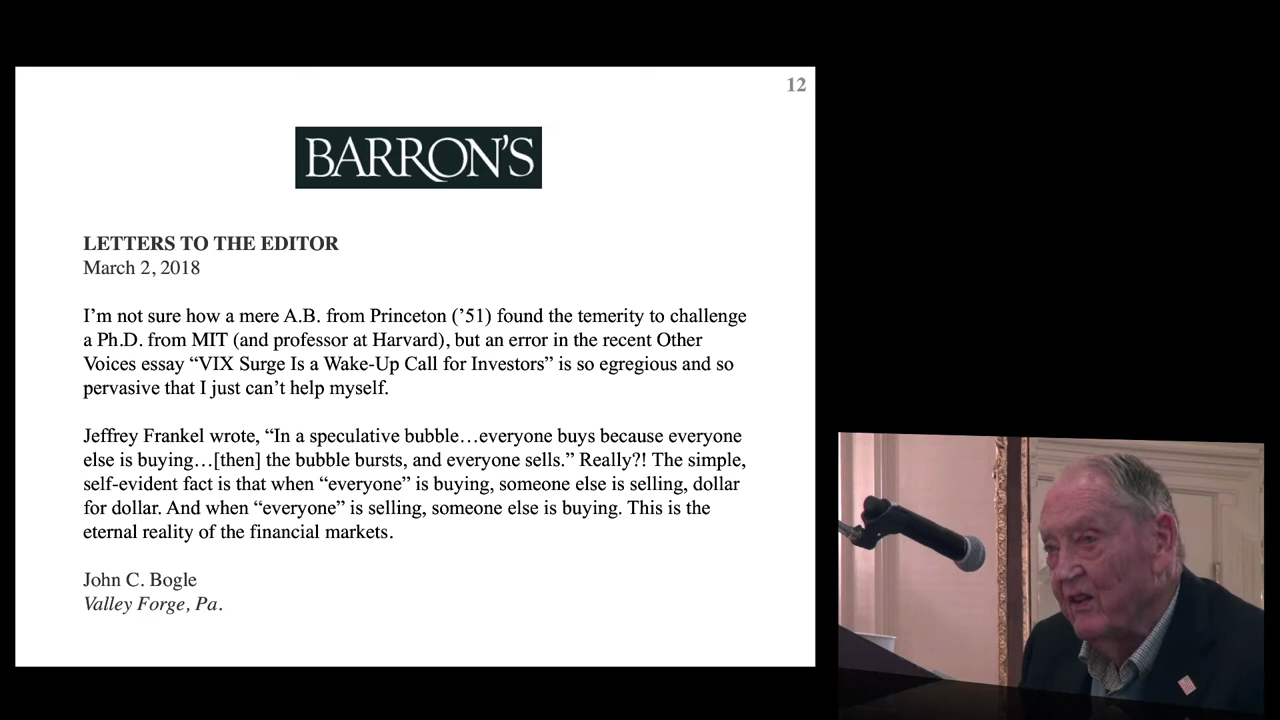 12
BARRON'S
LETTERS TO THE EDITOR
March 2, 2018
I’m not sure how a mere A.B. from Princeton (’51) found the temerity to challenge
a Ph.D. from MIT (and professor at Harvard), but an error in the recent Other
Voices essay “VIX Surge Is a Wake-Up Call for Investors” is so egregious and so
pervasive that I just can’t help myself.
Jeffrey Frankel wrote, “In a speculative bubble…everyone buys because everyone
else is buying…[then] the bubble bursts, and everyone sells.” Really?! The simple,
self-evident fact is that when “everyone” is buying, someone else is selling, dollar
for dollar. And when “everyone” is selling, someone else is buying. This is the
eternal reality of the financial markets.
John C. Bogle
Valley Forge, Pa.